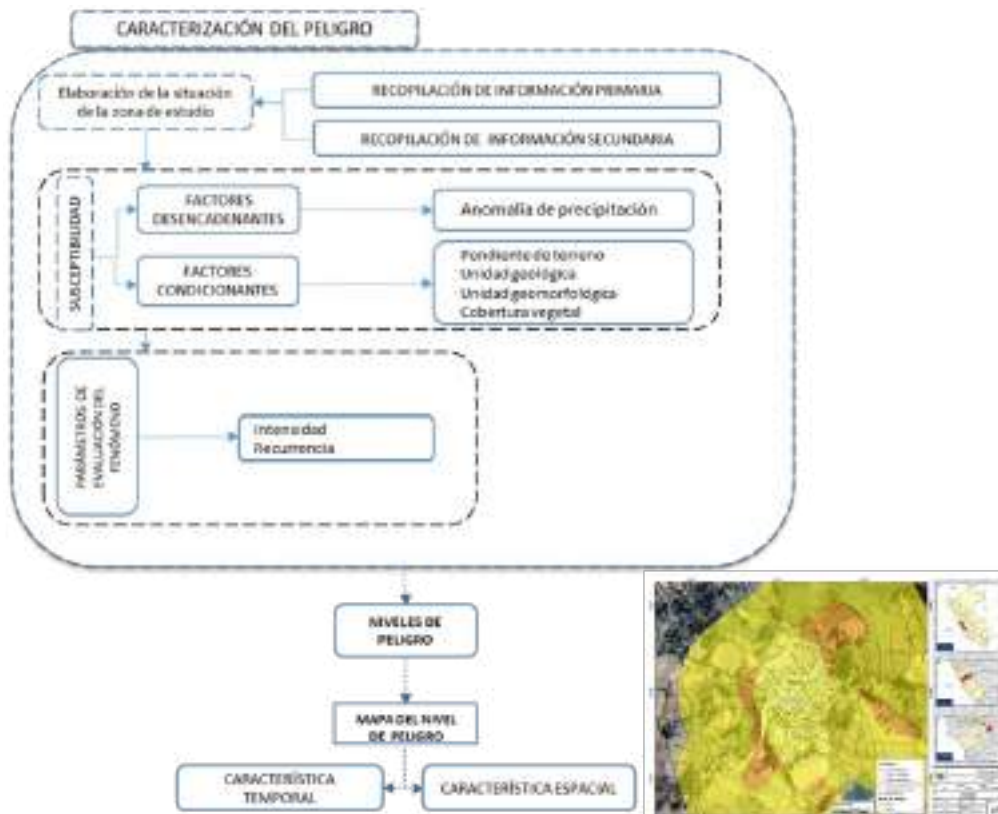 CARACTERIZACIÓN DEL PELIGRO
Elaboración de la situación
de la zona de estudio
RECOPILACIÓN DE INFORMACIÓN PRIMARIA
RECOPILACIÓN DE INFORMACIÓN SECUNDARIA
SUSCEPTIBILIDAD
FACTORES
DESENCADENANTES
Anomalía de precipitación
FACTORES
CONDICIONANTES
Pendiente de terreno
Unidad geológica
Unidad geomorfológica
Cobertura vegetal
PARÁMETROS DE
EVALUACIÓN DEL
FENÓMENO
Intensidad
Recurrencia
NIVELES DE
PELIGRO
MAPA DEL NIVEL
DE PELIGRO
CARACTERÍSTICA
TEMPORAL
CARACTERÍSTICA ESPACIAL